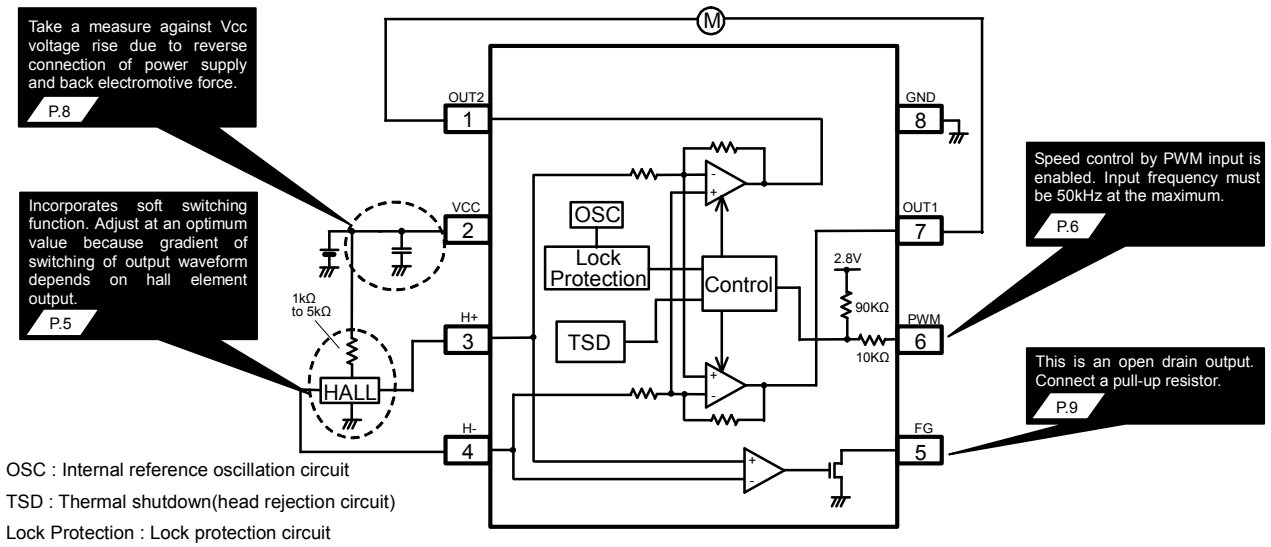 Take a measure against Vcc
voltage rise due to reverse
connection of power supply
and back electromotive force.
P.8
Incorporates soft switching
function. Adjust at an optimum
value because gradient of
switching of output waveform
depends on hall element
output.
P.5
M
OUT2
1
VCC
2
1kΩ
to 5kΩ
HALL
H+
3
H-
4
OSC
Lock
Protection
TSD
Control
-
+
+
-
+
-
2.8V
90KΩ
10KΩ
GND
8
OUT1
7
PWM
6
FG
5
Speed control by PWM input is
enabled. Input frequency must
be 50kHz at the maximum.
P.6
This is an open drain output.
Connect a pull-up resistor.
P.9
OSC : Internal reference oscillation circuit
TSD : Thermal shutdown(head rejection circuit)
Lock Protection : Lock protection circuit